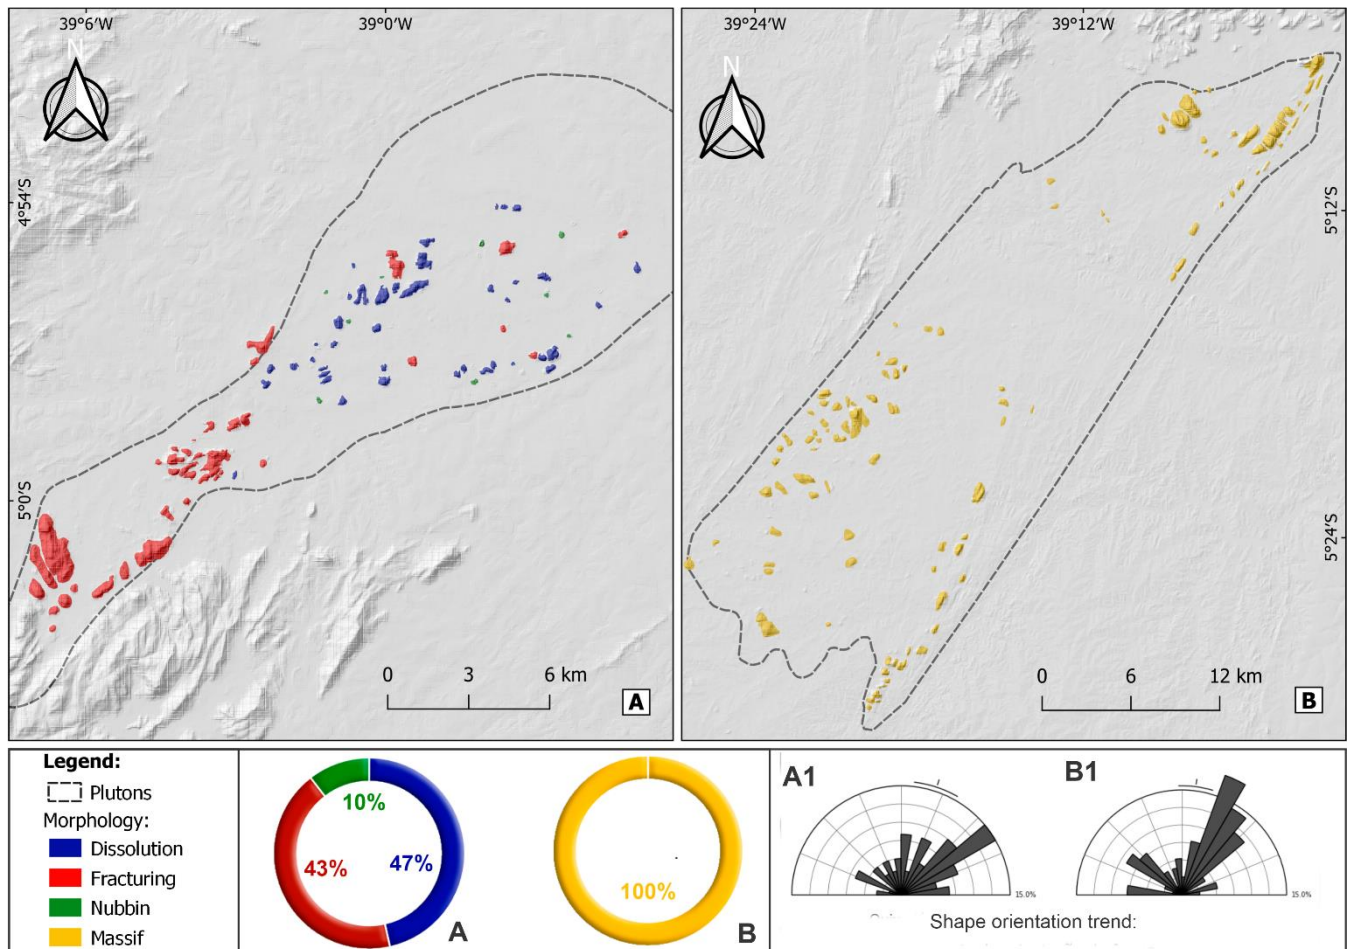 39°6′W
39°0′W
N
4°54′S
5°0′S
0 3 6 km
A
39°24′W
39°12′W
N
5°12′S
5°24′S
0 6 12 km
B
Legend:
Plutons
Morphology:
Dissolution
Fracturing
Nubbin
Massif
10%
43%
47%
A
100%
B
A1
15.0%
B1
15.0%
Shape orientation trend: